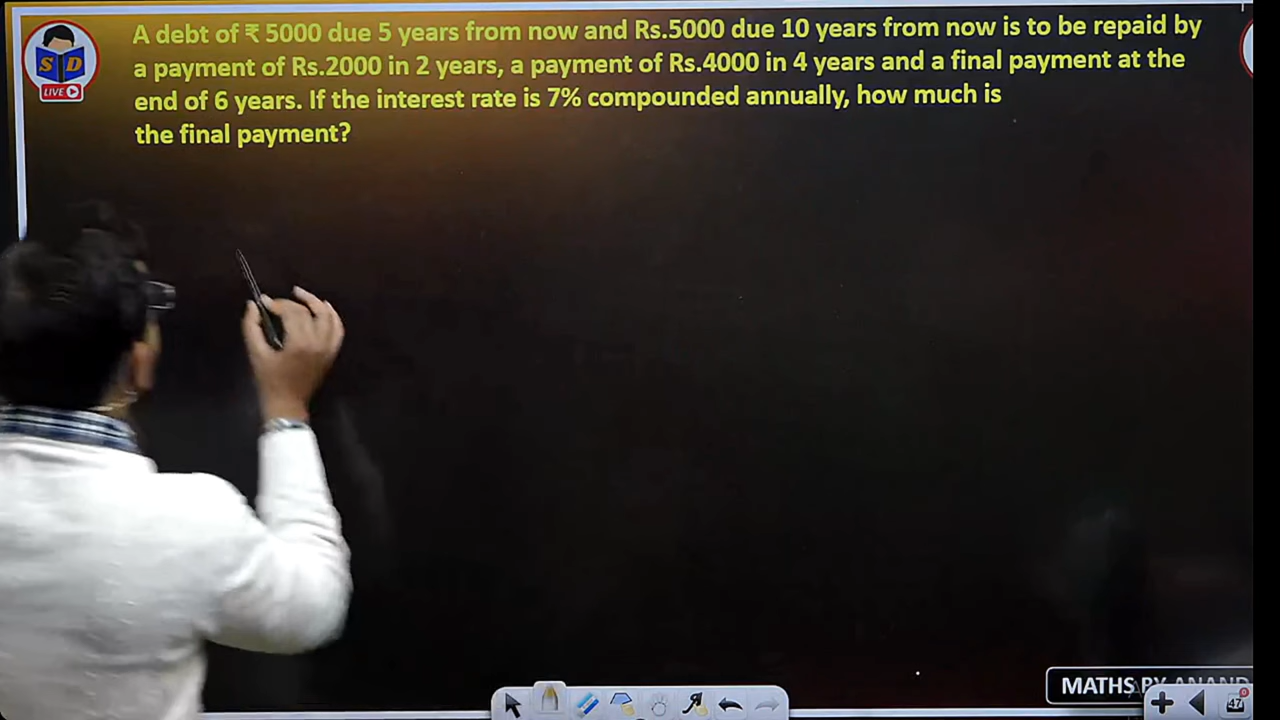 A debt of ₹ 5000 due 5 years from now and Rs.5000 due 10 years from now is to be repaid by
a payment of Rs.2000 in 2 years, a payment of Rs.4000 in 4 years and a final payment at the
end of 6 years. If the interest rate is 7% compounded annually, how much is
the final payment?
S D
LIVE
MATHS BY ANAND
47